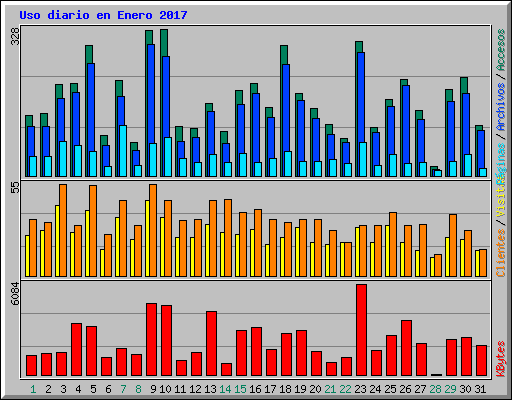 Uso diario en Enero 2017
328
55
6084
Clientes / Visitas
Páginas / Archivos / Accesos
KBytes
1 2 3 4 5 6 7 8 9 10 11 12 13 14 15 16 17 18 19 20 21 22 23 24 25 26 27 28 29 30 31